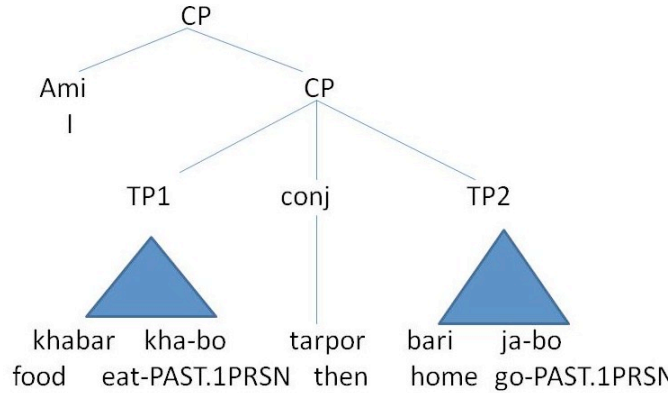 CP
Ami CP
I
TP1 conj TP2
khabar kha-bo tarpor bari ja-bo
food eat-PAST.1PRSN then home go-PAST.1PRSN